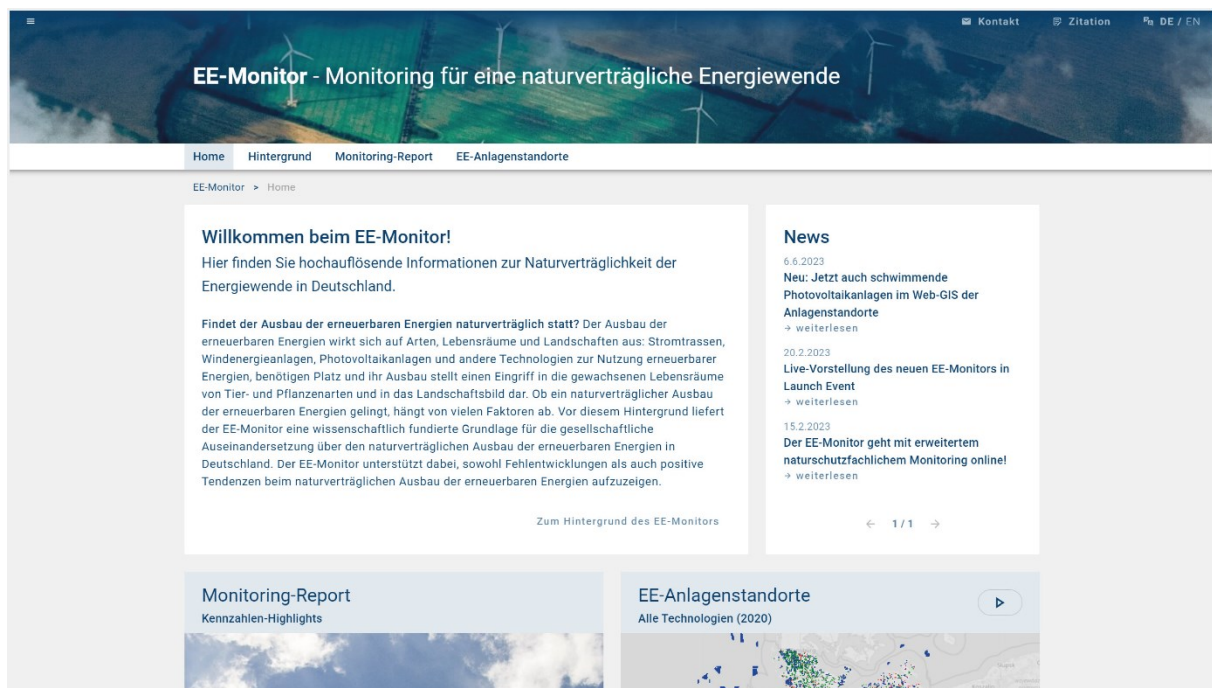 Kontakt
Zitation
DE / EN
EE-Monitor - Monitoring für eine naturverträgliche Energiewende
Home
Hintergrund
Monitoring-Report
EE-Anlagenstandorte
EE-Monitor > Home
Willkommen beim EE-Monitor!
Hier finden Sie hochauflösende Informationen zur Naturverträglichkeit der
Energiewende in Deutschland.
Findet der Ausbau der erneuerbaren Energien naturverträglich statt? Der Ausbau der
erneuerbaren Energien wirkt sich auf Arten, Lebensräume und Landschaften aus: Stromtrassen,
Windenergieanlagen, Photovoltaikanlagen und andere Technologien zur Nutzung erneuerbarer
Energien, benötigen Platz und ihr Ausbau stellt einen Eingriff in die gewachsenen Lebensräume
von Tier- und Pflanzenarten und in das Landschaftsbild dar. Ob ein naturverträglicher Ausbau
der erneuerbaren Energien gelingt, hängt von vielen Faktoren ab. Vor diesem Hintergrund liefert
der EE-Monitor eine wissenschaftlich fundierte Grundlage für die gesellschaftliche
Auseinandersetzung über den naturverträglichen Ausbau der erneuerbaren Energien in
Deutschland. Der EE-Monitor unterstützt dabei, sowohl Fehlentwicklungen als auch positive
Tendenzen beim naturverträglichen Ausbau der erneuerbaren Energien aufzuzeigen.
Zum Hintergrund des EE-Monitors
News
6.6.2023
Neu: Jetzt auch schwimmende
Photovoltaikanlagen im Web-GIS der
Anlagenstandorte
→ weiterlesen
20.2.2023
Live-Vorstellung des neuen EE-Monitors in
Launch Event
→ weiterlesen
15.2.2023
Der EE-Monitor geht mit erweitertem
naturschutzfachlichem Monitoring online!
→ weiterlesen
← 1 / 1 →
Monitoring-Report
Kennzahlen-Highlights
EE-Anlagenstandorte
Alle Technologien (2020)